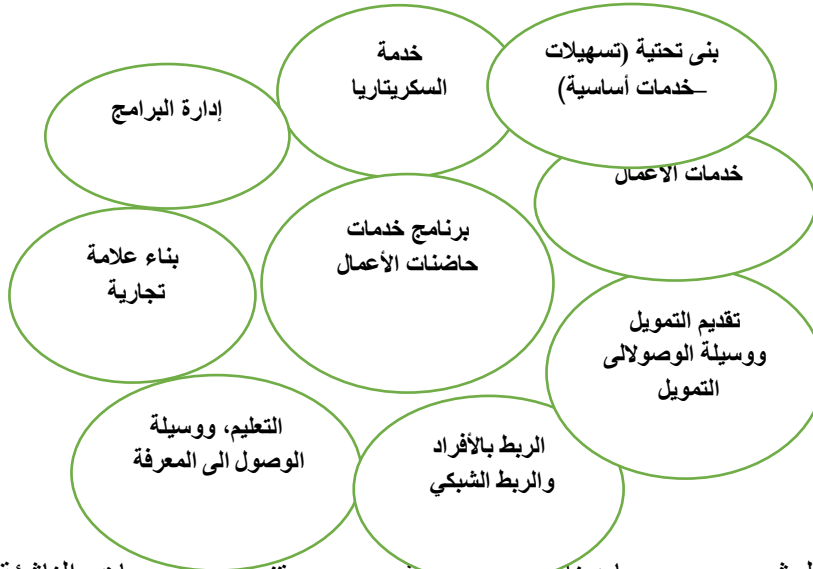 بنى تحتية (تسهيلات
–خدمات أساسية)
خدمة
السكريتاريا
إدارة البرامج
خدمات الأعمال
برنامج خدمات
حاضنات الأعمال
بناء علامة
تجارية
تقديم التمويل
ووسيلة الوصولالى
التمويل
التعليم، ووسيلة
الوصول الى المعرفة
الربط بالأفراد
والربط الشبكي